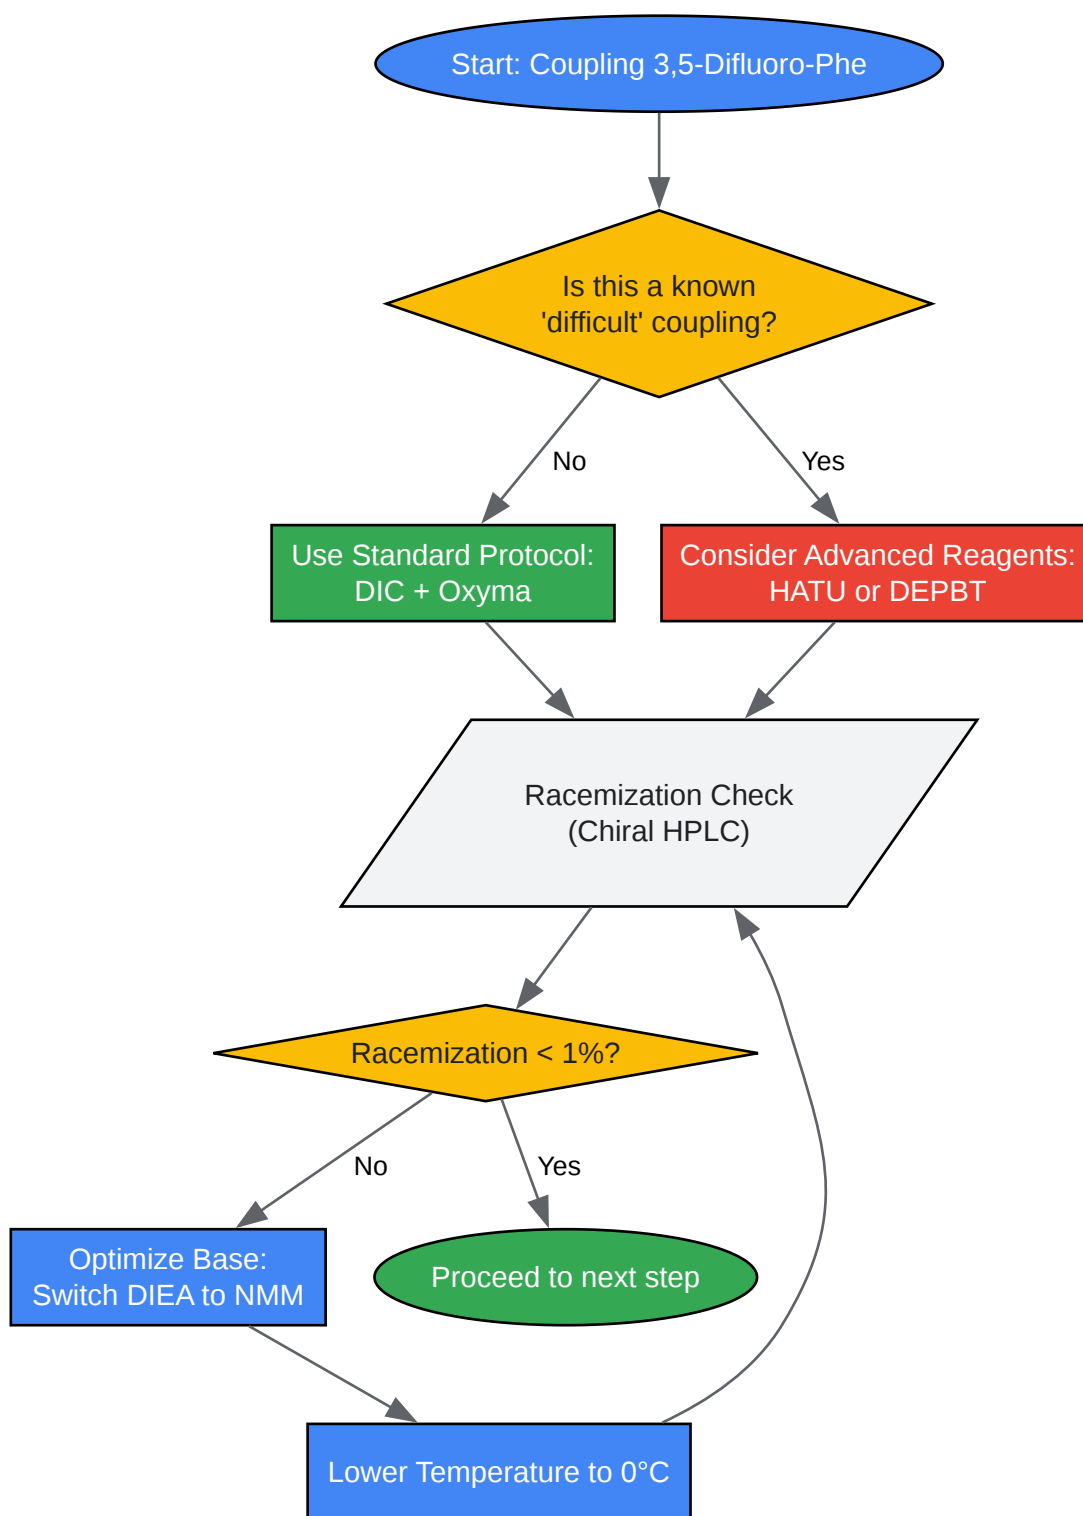 Start: Coupling 3,5-Difluoro-Phe
Is this a known
'difficult' coupling?
No
Yes
Use Standard Protocol:
DIC + Oxyma
Consider Advanced Reagents:
HATU or DEPBT
Racemization Check
(Chiral HPLC)
Racemization < 1%?
No
Yes
Optimize Base:
Switch DIEA to NMM
Proceed to next step
Lower Temperature to 0°C